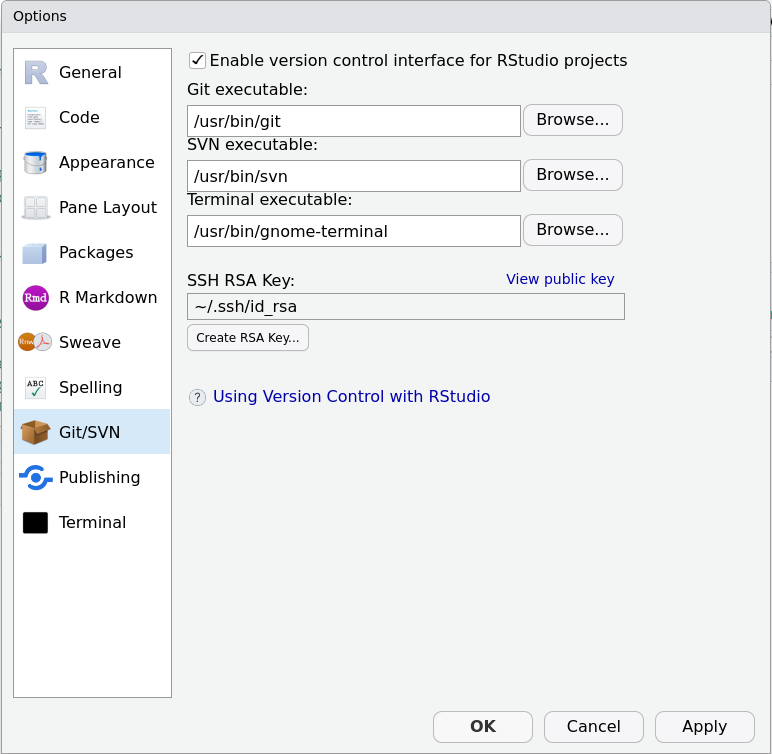 Options
General
Code
Appearance
Pane Layout
Packages
Rmd R Markdown
Rnw Sweave
ABC Spelling
Git/SVN
Publishing
Terminal
Enable version control interface for RStudio projects
Git executable:
/usr/bin/git Browse...
SVN executable:
/usr/bin/svn Browse...
Terminal executable:
/usr/bin/gnome-terminal Browse...
SSH RSA Key: View public key
~/.ssh/id_rsa
Create RSA Key...
? Using Version Control with RStudio
OK Cancel Apply